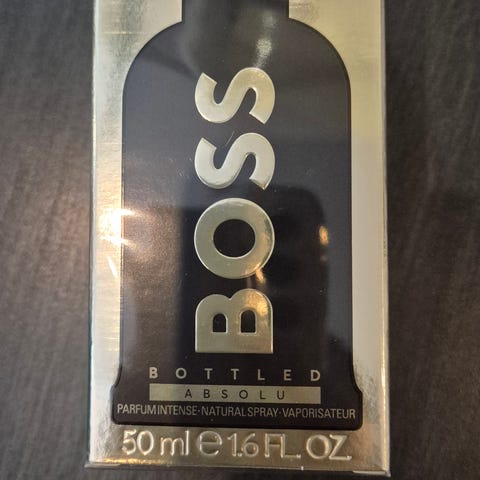 BOSS
BOTTLED
ABSOLU
PARFUM INTENSE·NATURAL SPRAY·VAPORISATEUR
50 ml ℮ 1.6 FL. OZ.